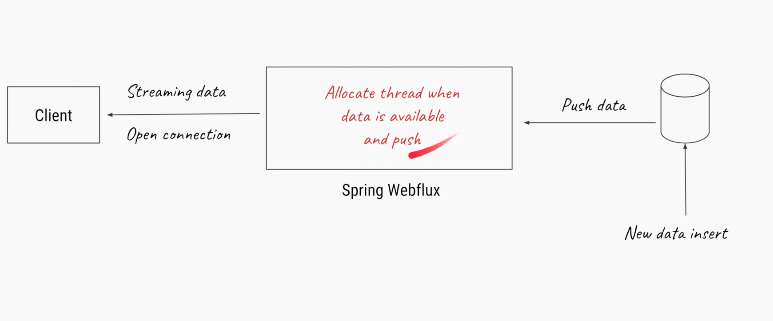 Client
Streaming data
Open connection
Allocate thread when
data is available
and push
Spring Webflux
Push data
New data insert